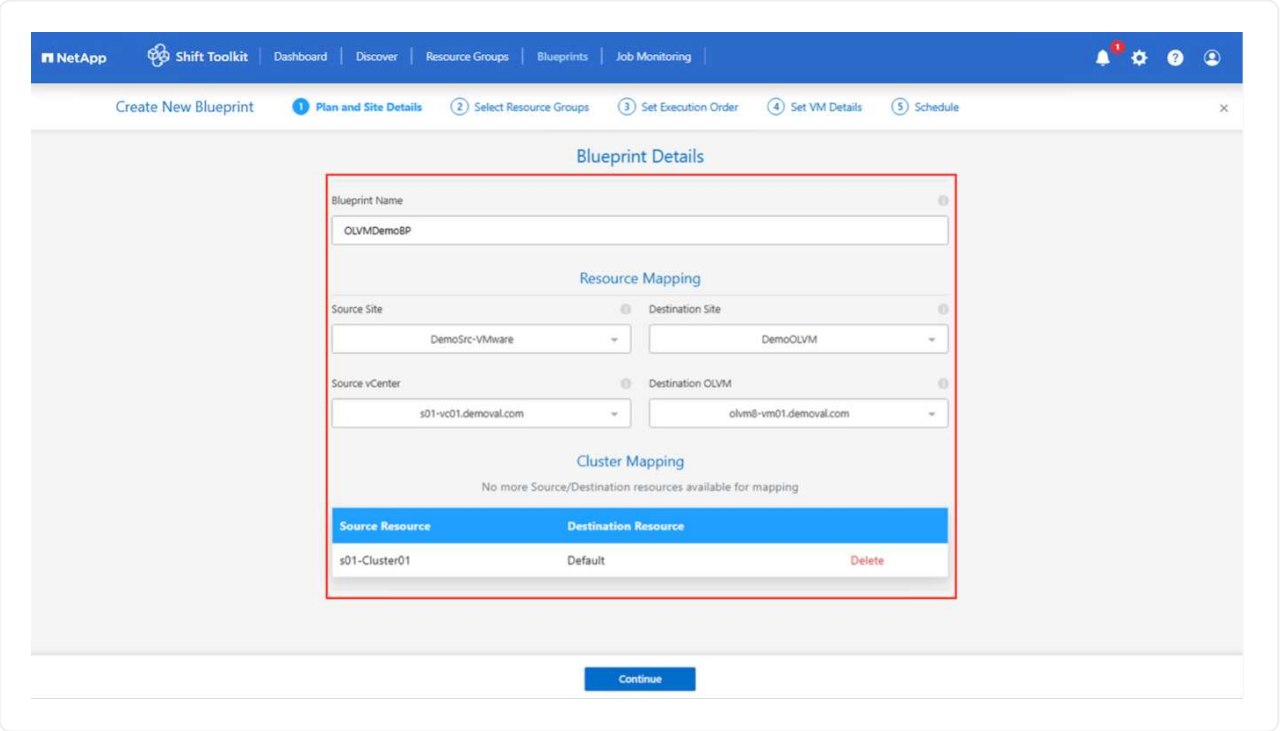 NetApp Shift Toolkit Dashboard Discover Resource Groups Blueprints Job Monitoring 1 ?
Create New Blueprint 1 Plan and Site Details 2 Select Resource Groups 3 Set Execution Order 4 Set VM Details 5 Schedule ×
Blueprint Details
Blueprint Name
OLVMDemoBP
Resource Mapping
Source Site Destination Site
DemoSrc-VMware DemoOLVM
Source vCenter Destination OLVM
s01-vc01.demoval.com olvm8-vm01.demoval.com
Cluster Mapping
No more Source/Destination resources available for mapping
Source Resource Destination Resource
s01-Cluster01 Default Delete
Continue